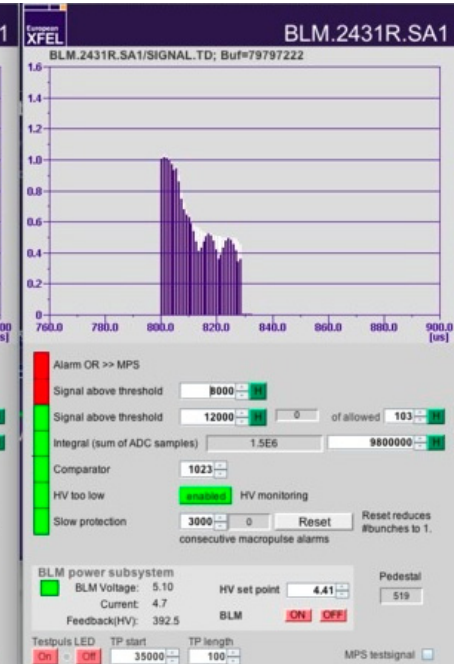 1
European
XFEL
BLM.2431R.SA1
BLM.2431R.SA1/SIGNAL.TD; Buf=79797222
1.6
1.4
1.2
1.0
0.8
0.6
0.4
0.2
0
00 760.0 780.0 800.0 820.0 840.0 860.0 880.0 900.0
s] [us]
Alarm OR >> MPS
Signal above threshold 8000 H
Signal above threshold 12000 H 0 of allowed 103 H
Integral (sum of ADC samples) 1.5E6 9800000 H
Comparator 1023
HV too low enabled HV monitoring
Slow protection 3000 0 Reset Reset reduces
#bunches to 1.
consecutive macropulse alarms
BLM power subsystem
BLM Voltage: 5.10
Current: 4.7
Feedback(HV): 392.5
HV set point 4.41
BLM ON OFF
Pedestal
519
Testpuls LED TP start TP length
On Off 35000 100 MPS testsignal